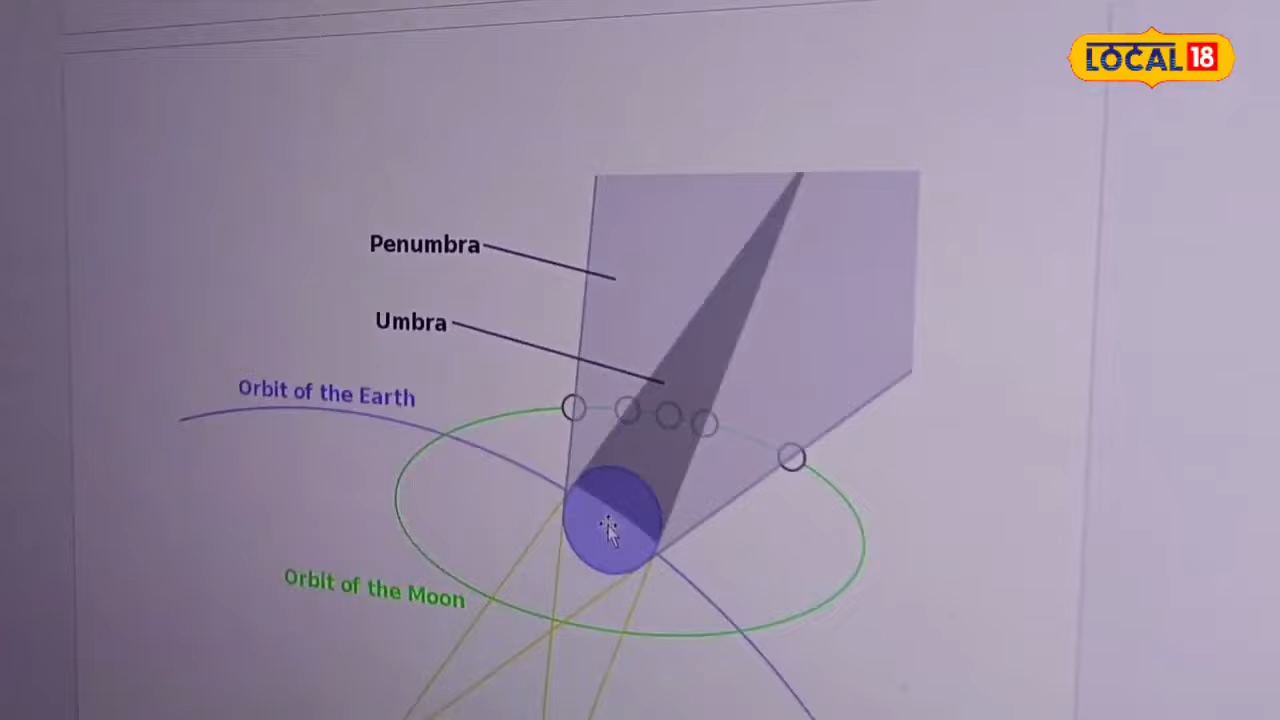 LOCAL 18
Penumbra
Umbra
Orbit of the Earth
Orbit of the Moon